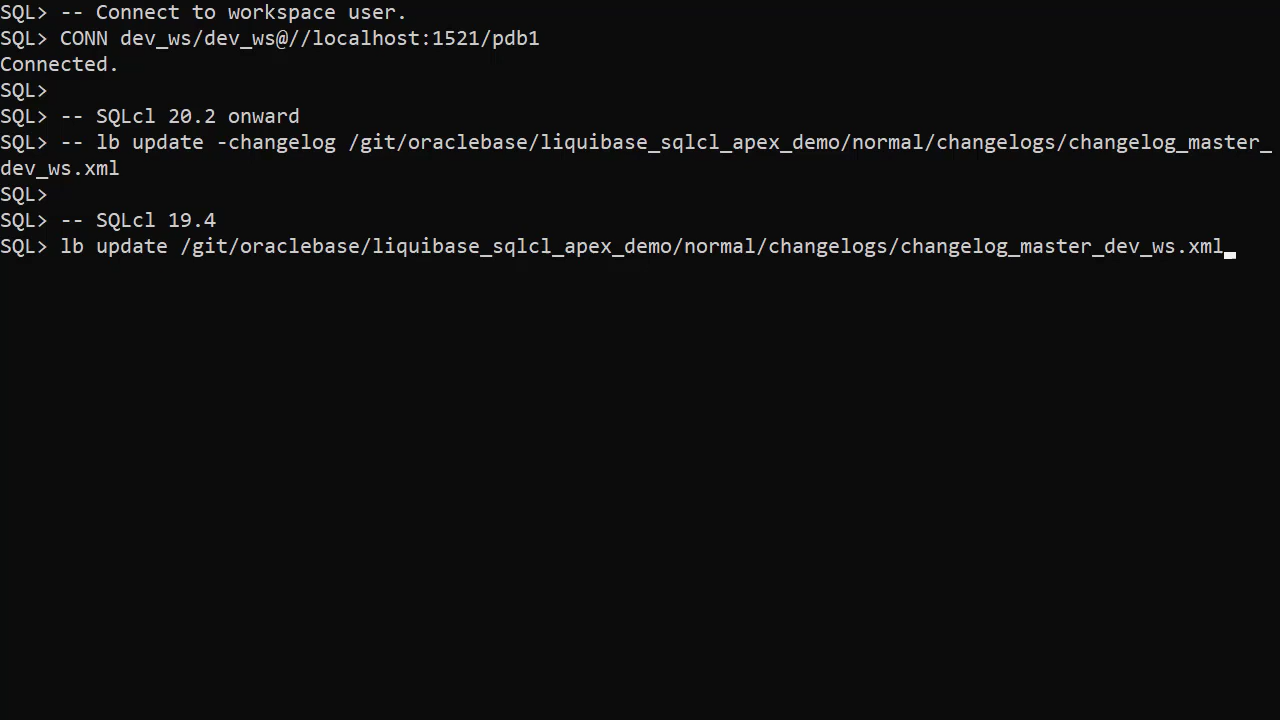 SQL> -- Connect to workspace user.
SQL> CONN dev_ws/dev_ws@//localhost:1521/pdb1
Connected.
SQL>
SQL> -- SQLcl 20.2 onward
SQL> -- lb update -changelog /git/oraclebase/liquibase_sqlcl_apex_demo/normal/changelogs/changelog_master_
dev_ws.xml
SQL>
SQL> -- SQLcl 19.4
SQL> lb update /git/oraclebase/liquibase_sqlcl_apex_demo/normal/changelogs/changelog_master_dev_ws.xml